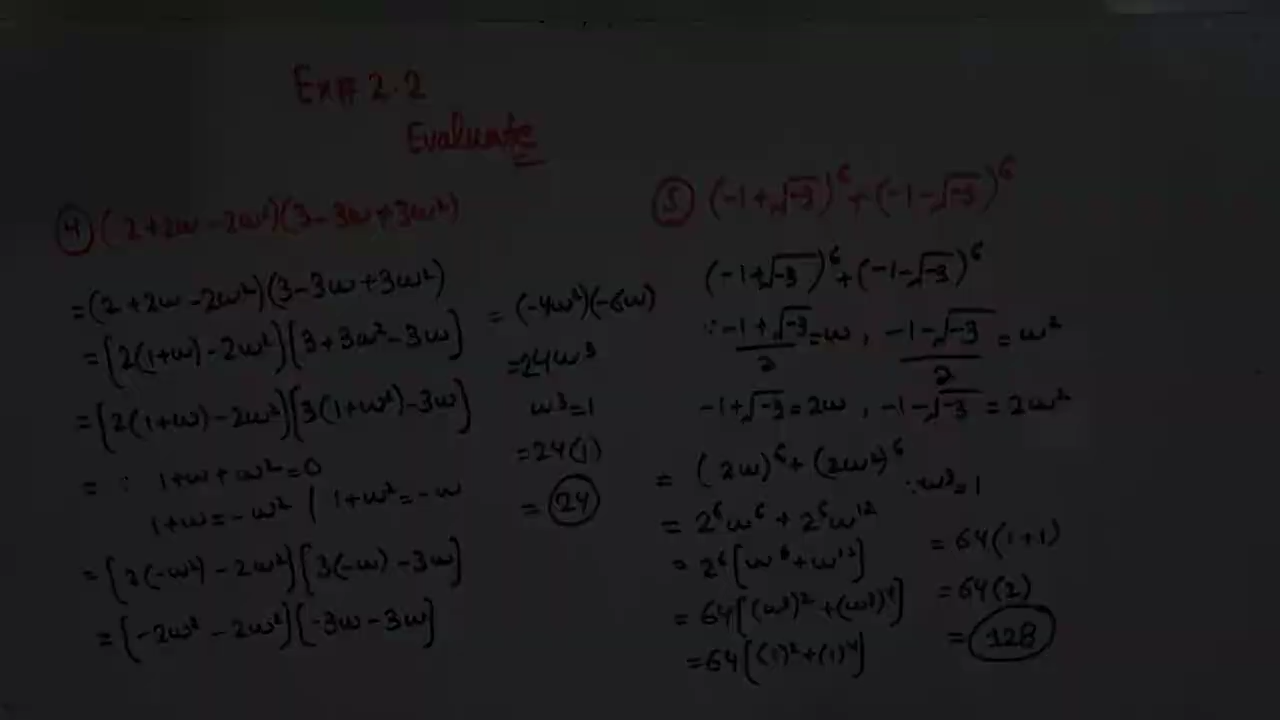 Ex# 2.2
Evaluate
④ (2+2ω-2ω²)(3-3ω+3ω²)
=(2+2ω-2ω²)(3-3ω+3ω²)
=[2(1+ω)-2ω²][3+3ω²-3ω]
=[2(1+ω)-2ω²][3(1+ω²)-3ω]
= ∵ 1+ω+ω²=0
1+ω=-ω² | 1+ω²=-ω
=[2(-ω²)-2ω²][3(-ω)-3ω]
=[-2ω²-2ω²][-3ω-3ω]
=(-4ω²)(-6ω)
=24ω³
ω³=1
=24(1)
= 24
⑤ (-1+√-3)⁶+(-1-√-3)⁶
(-1+√-3)⁶+(-1-√-3)⁶
∵ -1+√-3/2=ω, -1-√-3/2=ω²
-1+√-3=2ω, -1-√-3=2ω²
= (2ω)⁶+(2ω²)⁶
∵ω³=1
= 2⁶ω⁶+2⁶ω¹²
= 2⁶[ω⁶+ω¹²]
= 64[(ω³)²+(ω³)⁴]
=64[(1)²+(1)⁴]
=64(1+1)
=64(2)
= 128